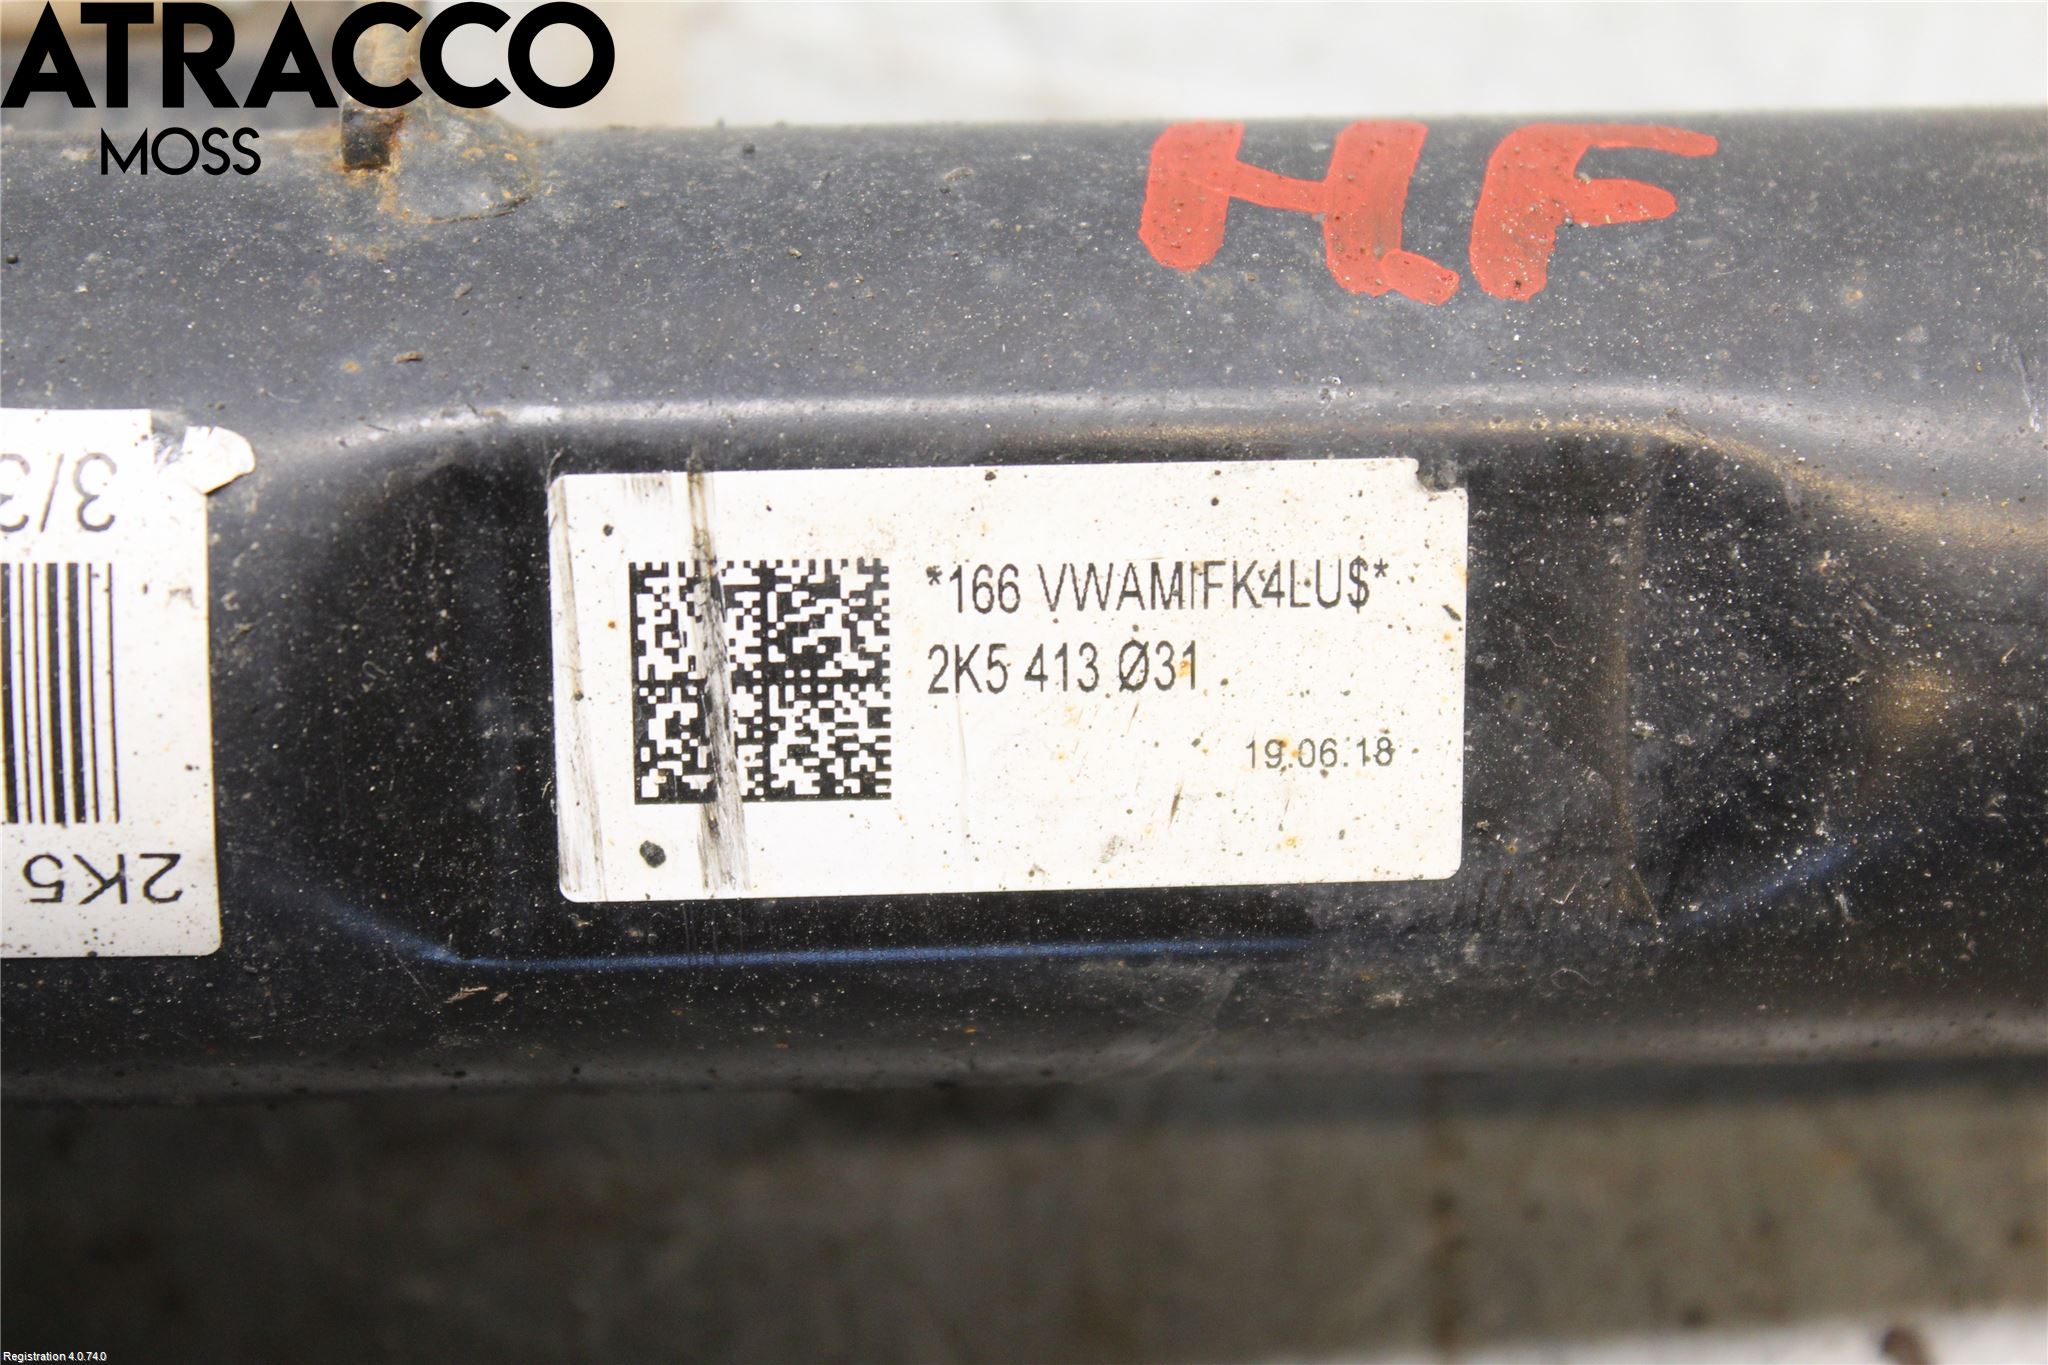 ATRACCO
MOSS
HF
3/3
*166 VWAMIFK4LU$*
2K5 413 Ø31
19.06.18
2K5
Registration 4.0.74.0